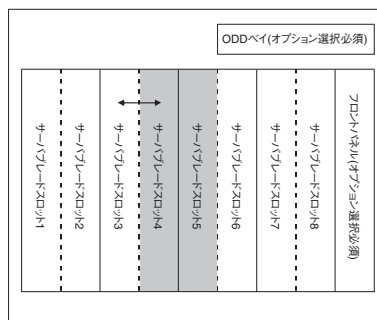 ODDベイ(オプション選択必須)
サーバブレードスロット1
サーバブレードスロット2
サーバブレードスロット3
サーバブレードスロット4
サーバブレードスロット5
サーバブレードスロット6
サーバブレードスロット7
サーバブレードスロット8
フロントパネル(オプション選択必須)